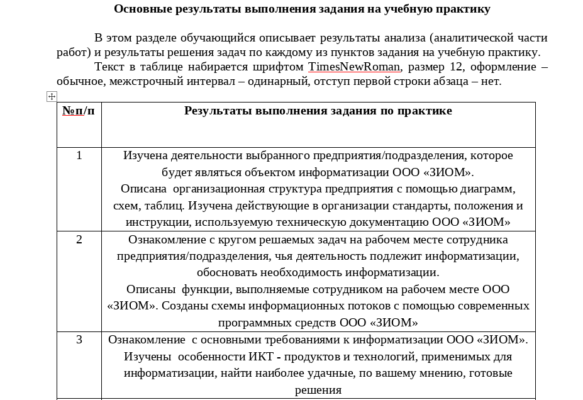 Основные результаты выполнения задания на учебную практику
В этом разделе обучающийся описывает результаты анализа (аналитической части
работ) и результаты решения задач по каждому из пунктов задания на учебную практику.
Текст в таблице набирается шрифтом TimesNewRoman, размер 12, оформление –
обычное, межстрочный интервал – одинарный, отступ первой строки абзаца – нет.
№п/п Результаты выполнения задания по практике
1 Изучена деятельности выбранного предприятия/подразделения, которое
будет являться объектом информатизации ООО «ЗИОМ».
Описана организационная структура предприятия с помощью диаграмм,
схем, таблиц. Изучена действующие в организации стандарты, положения и
инструкции, используемую техническую документацию ООО «ЗИОМ»
2 Ознакомление с кругом решаемых задач на рабочем месте сотрудника
предприятия/подразделения, чья деятельность подлежит информатизации,
обосновать необходимость информатизации.
Описаны функции, выполняемые сотрудником на рабочем месте ООО
«ЗИОМ». Созданы схемы информационных потоков с помощью современных
программных средств ООО «ЗИОМ»
3 Ознакомление с основными требованиями к информатизации ООО «ЗИОМ».
Изучены особенности ИКТ - продуктов и технологий, применимых для
информатизации, найти наиболее удачные, по вашему мнению, готовые
решения